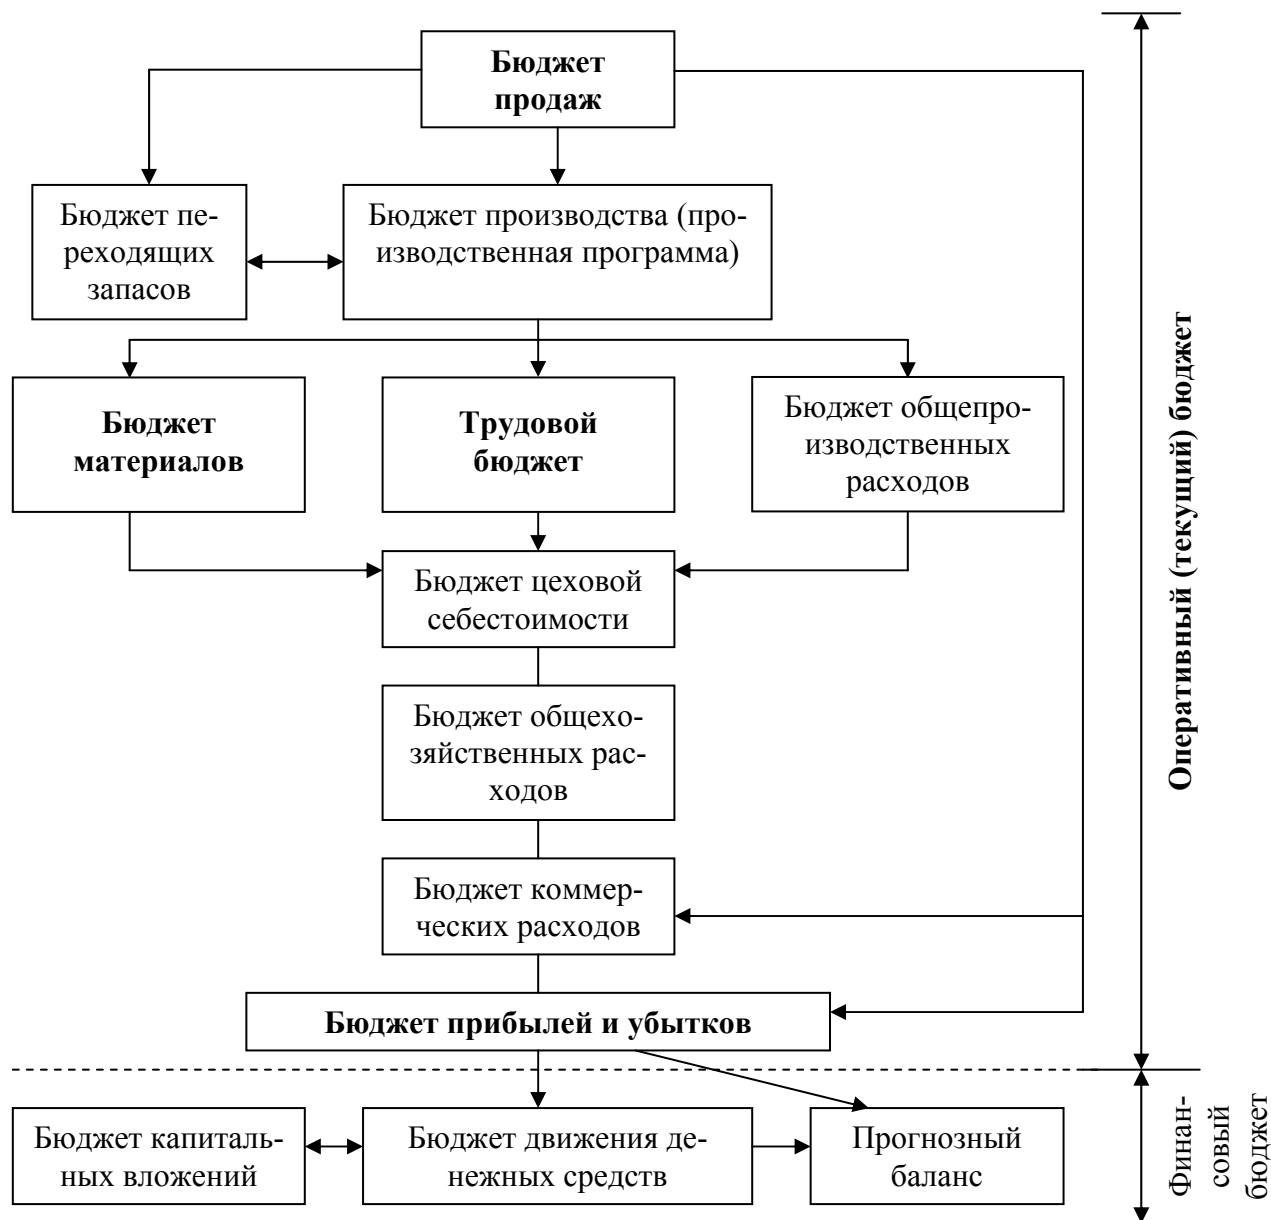 Бюджет
продаж
Бюджет пе-
реходящих
запасов
Бюджет производства (про-
изводственная программа)
Бюджет
материалов
Трудовой
бюджет
Бюджет общепро-
изводственных
расходов
Бюджет цеховой
себестоимости
Бюджет общехо-
зяйственных рас-
ходов
Бюджет коммер-
ческих расходов
Бюджет прибылей и убытков
Оперативный (текущий) бюджет
Бюджет капиталь-
ных вложений
Бюджет движения де-
нежных средств
Прогнозный
баланс
Финан-
совый
бюджет